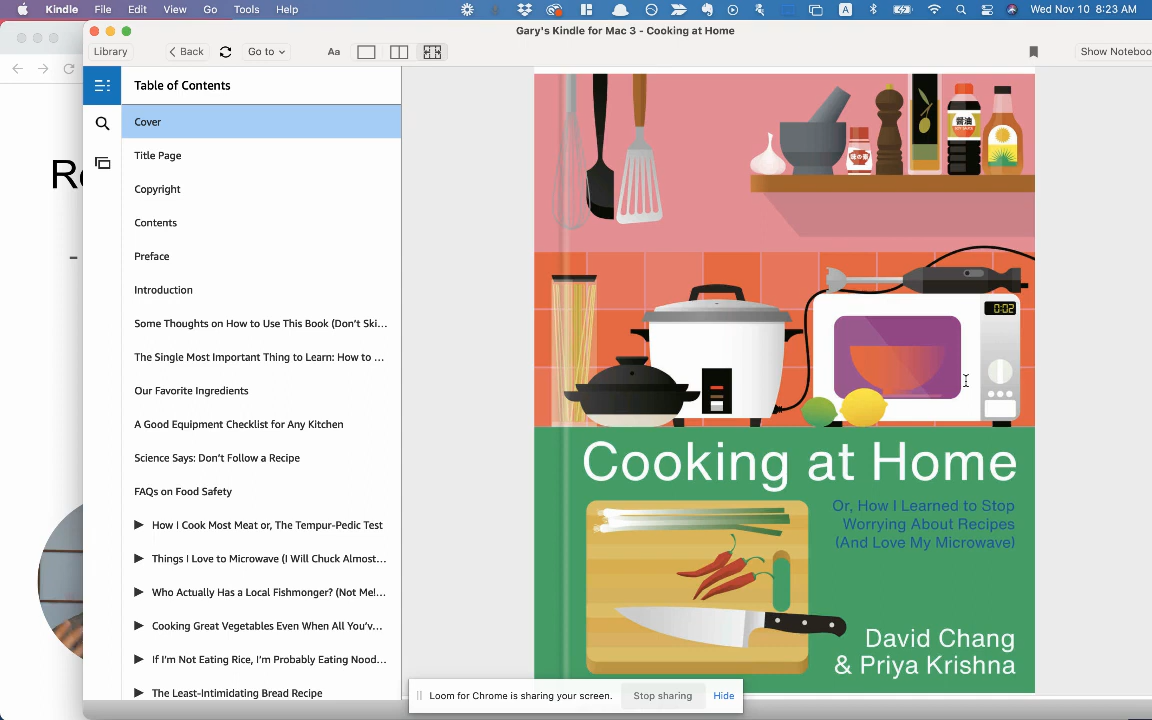 Kindle File Edit View Go Tools Help
A
Wed Nov 10 8:23 AM
Gary's Kindle for Mac 3 - Cooking at Home
Library
Back
Go to
Aa
Show Noteboo
Table of Contents
Cover
Title Page
Copyright
Contents
Preface
Introduction
Some Thoughts on How to Use This Book (Don't Ski...
The Single Most Important Thing to Learn: How to ...
Our Favorite Ingredients
A Good Equipment Checklist for Any Kitchen
Science Says: Don't Follow a Recipe
FAQs on Food Safety
How I Cook Most Meat or, The Tempur-Pedic Test
Things I Love to Microwave (I Will Chuck Almost...
Who Actually Has a Local Fishmonger? (Not Me!...
Cooking Great Vegetables Even When All You'v...
If I'm Not Eating Rice, I'm Probably Eating Nood...
The Least-Intimidating Bread Recipe
Re
-
醤油
味の素
0:02
Cooking at Home
Or, How I Learned to Stop
Worrying About Recipes
(And Love My Microwave)
David Chang
& Priya Krishna
Loom for Chrome is sharing your screen.
Stop sharing
Hide